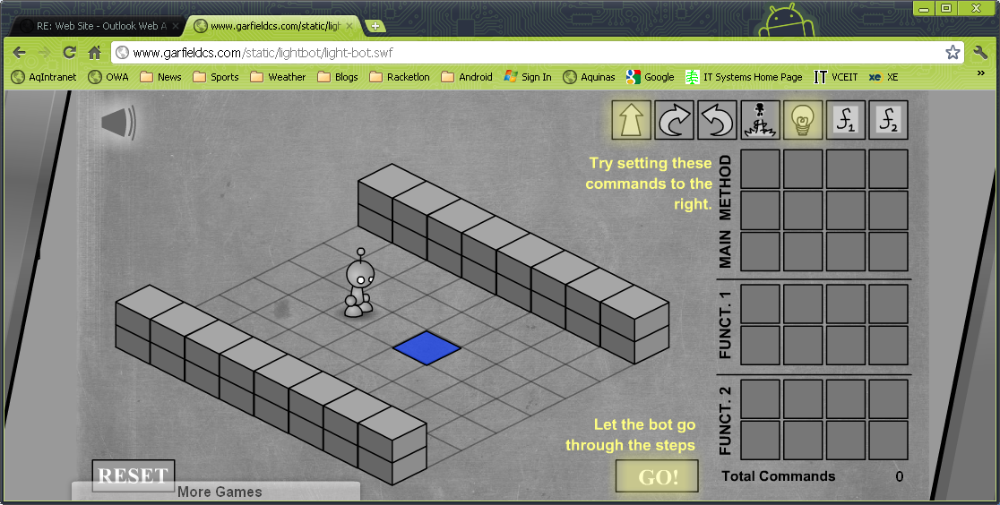 RE: Web Site - Outlook Web A
www.garfieldcs.com/static/ligh
www.garfieldcs.com/static/lightbot/light-bot.swf
AqIntranet
OWA
News
Sports
Weather
Blogs
Racketlon
Android
Sign In
Aquinas
Google
IT Systems Home Page
IT VCEIT
xe XE
»
f1
f2
Try setting these
commands to the
right.
MAIN METHOD
FUNCT. 1
FUNCT. 2
Let the bot go
through the steps
RESET
GO!
Total Commands 0
More Games